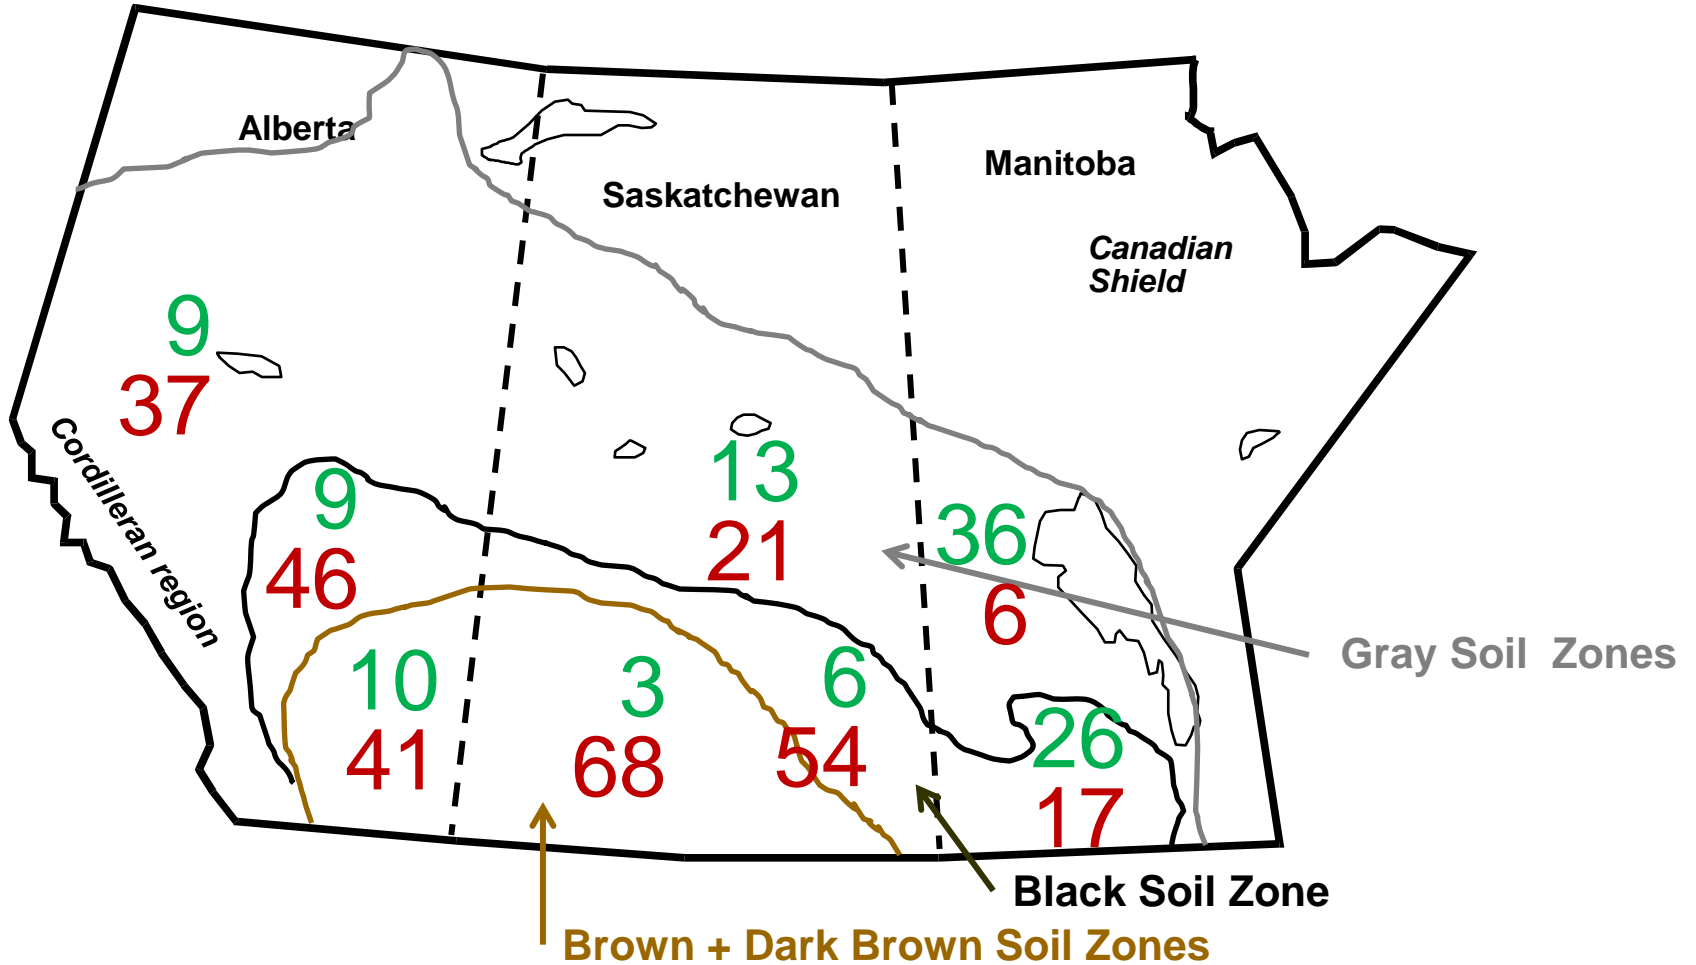 Alberta
Saskatchewan
Manitoba
Canadian
Shield
9
37
Cordilleran region
9
46
13
21
36
6
Gray Soil Zones
10
41
3
68
6
54
26
17
Black Soil Zone
Brown + Dark Brown Soil Zones